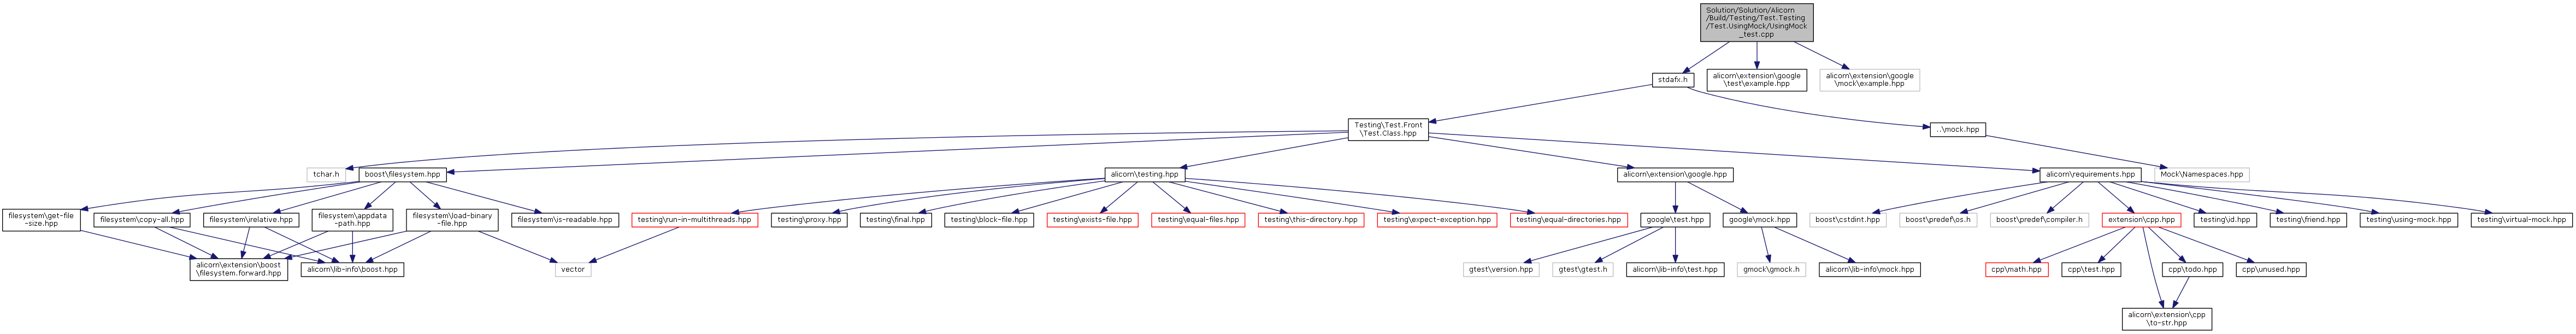 Solution/Solution/Alicorn
/Build/Testing/Test.Testing
/Test.UsingMock/UsingMock
_test.cpp
stdafx.h
alicorn\extension\google
\test\example.hpp
alicorn\extension\google
\mock\example.hpp
Testing\Test.Front
\Test.Class.hpp
..\mock.hpp
tchar.h
boost\filesystem.hpp
alicorn\testing.hpp
alicorn\extension\google.hpp
alicorn\requirements.hpp
Mock\Namespaces.hpp
filesystem\get-file
-size.hpp
filesystem\copy-all.hpp
filesystem\irelative.hpp
filesystem\appdata
-path.hpp
filesystem\load-binary
-file.hpp
filesystem\is-readable.hpp
testing\run-in-multithreads.hpp
testing\proxy.hpp
testing\final.hpp
testing\block-file.hpp
testing\exists-file.hpp
testing\equal-files.hpp
testing\this-directory.hpp
testing\expect-exception.hpp
testing\equal-directories.hpp
google\test.hpp
google\mock.hpp
boost\cstdint.hpp
boost\predef\os.h
boost\predef\compiler.h
extension\cpp.hpp
testing\id.hpp
testing\friend.hpp
testing\using-mock.hpp
testing\virtual-mock.hpp
alicorn\extension\boost
\filesystem.forward.hpp
alicorn\lib-info\boost.hpp
vector
gtest\version.hpp
gtest\gtest.h
alicorn\lib-info\test.hpp
gmock\gmock.h
alicorn\lib-info\mock.hpp
cpp\math.hpp
cpp\test.hpp
cpp\todo.hpp
cpp\unused.hpp
alicorn\extension\cpp
\to-str.hpp